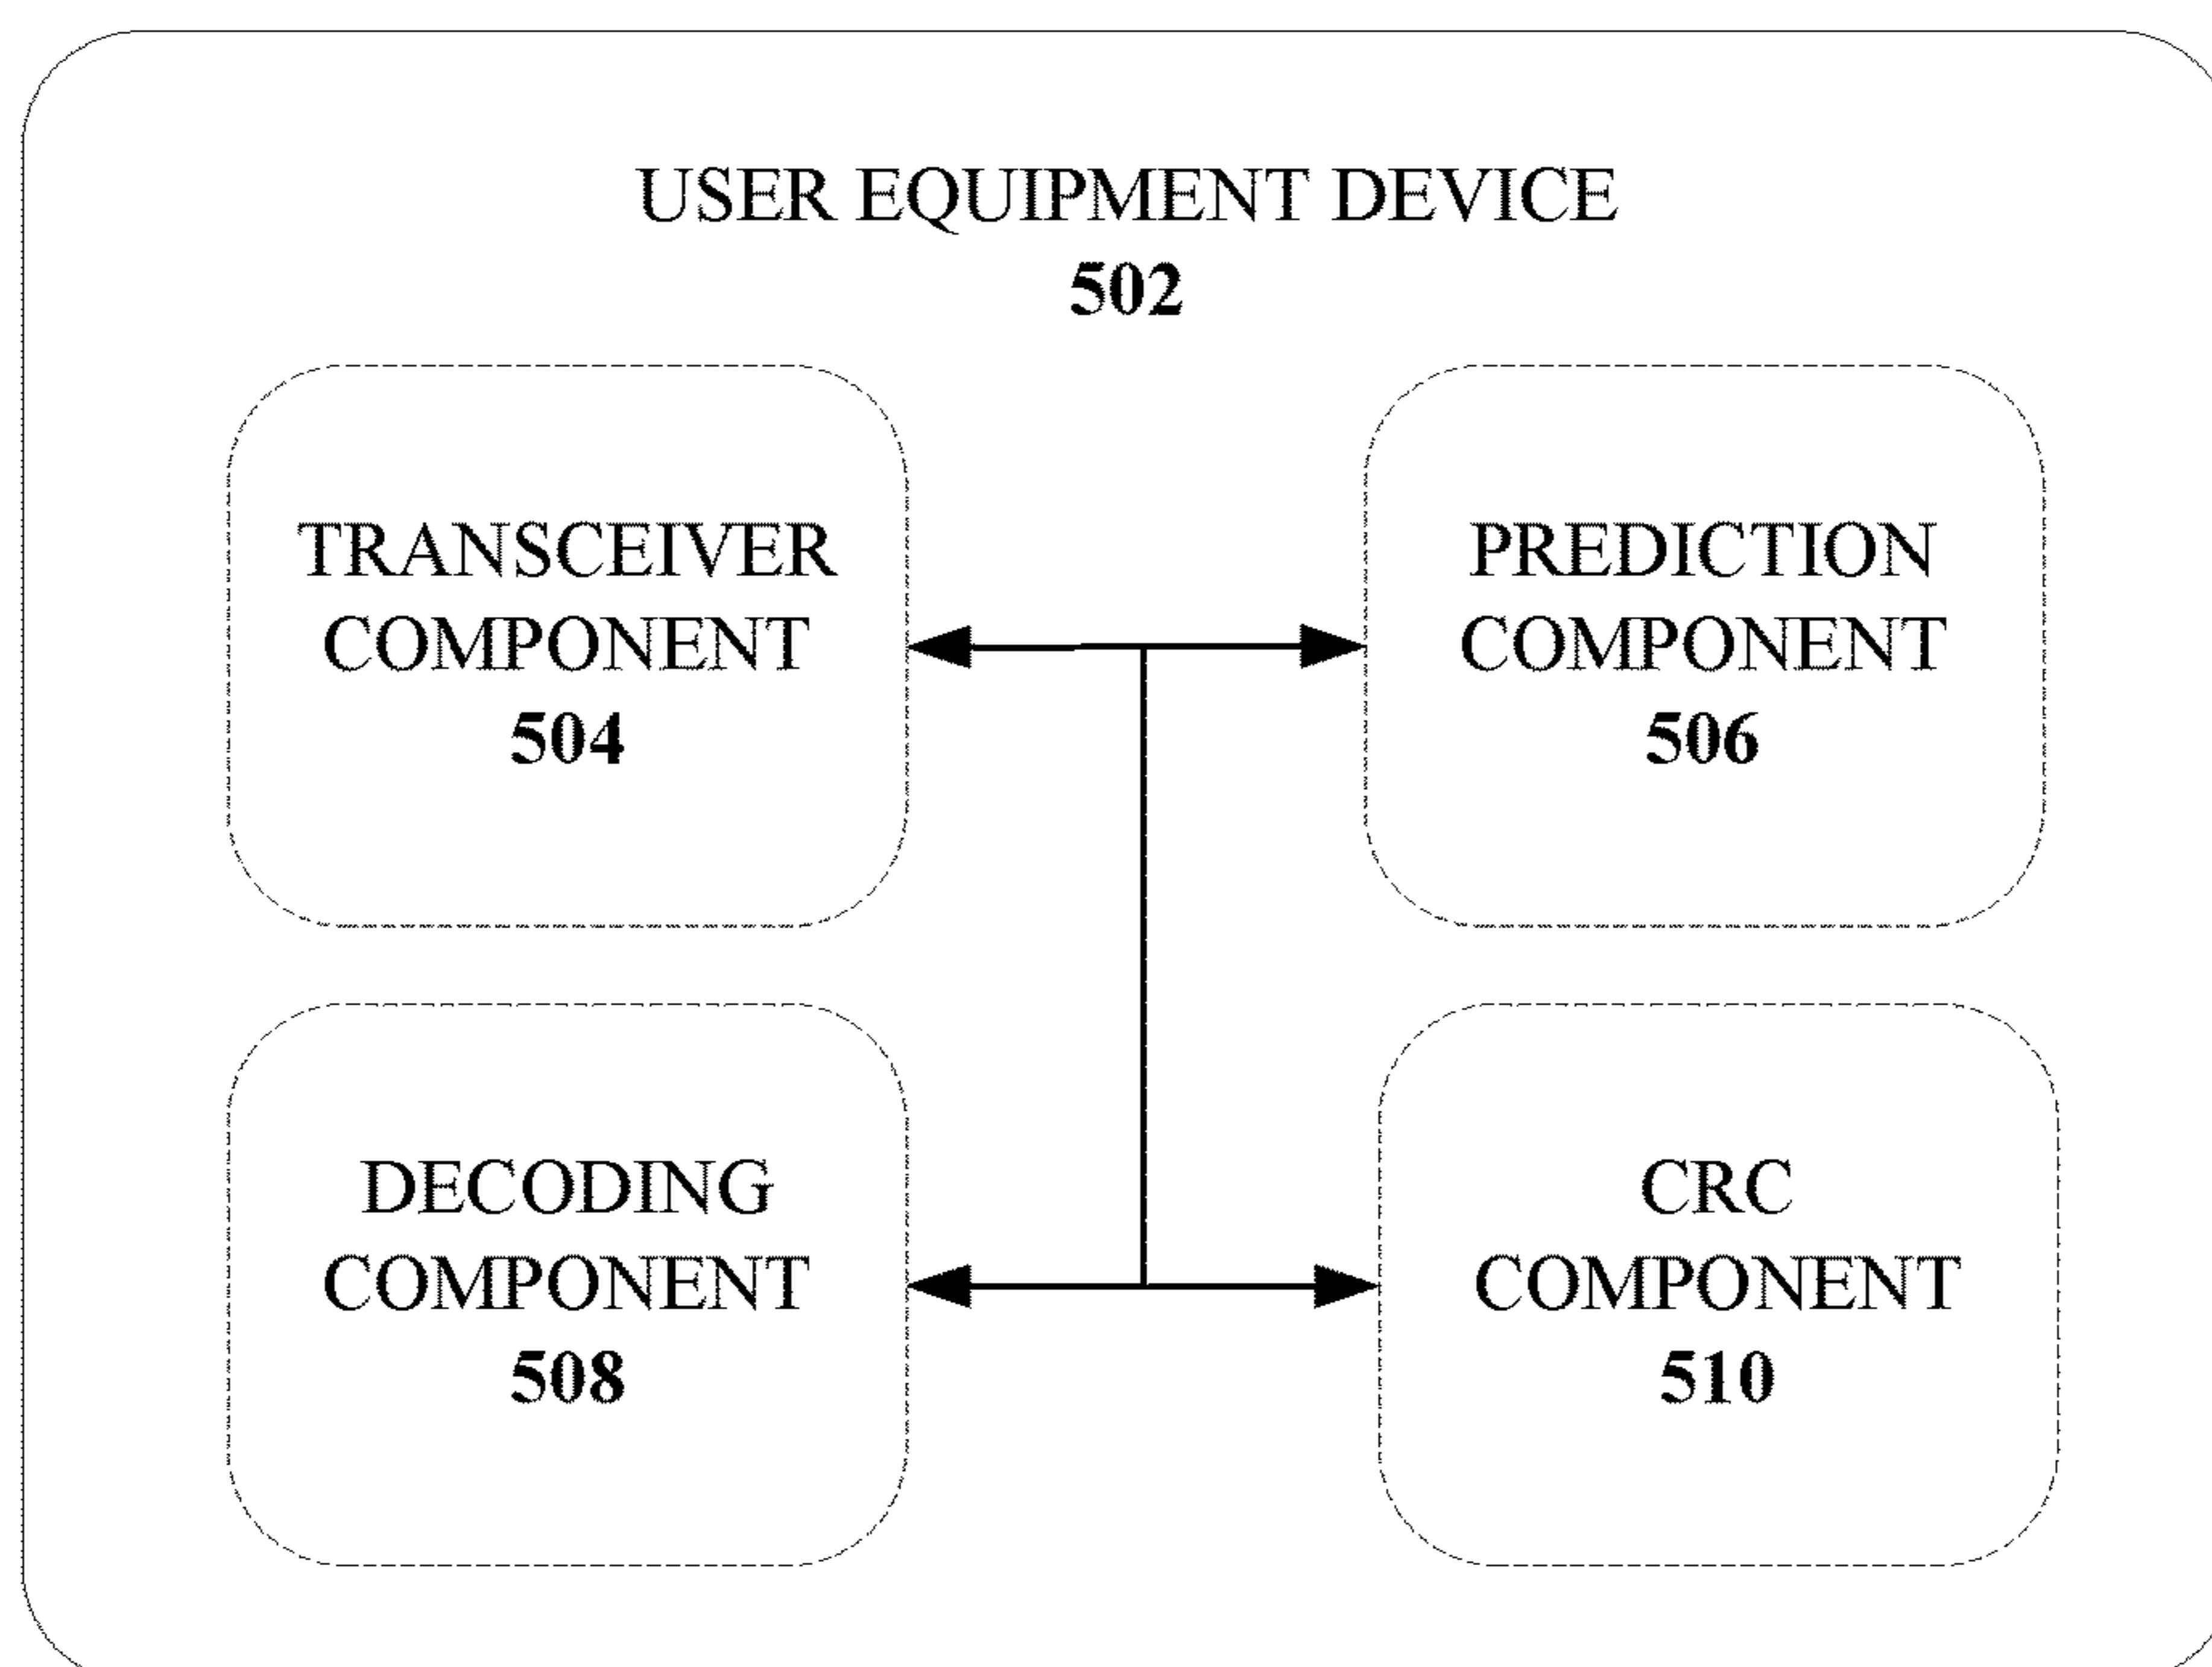 USER EQUIPMENT DEVICE
502
TRANSCEIVER
COMPONENT
504
PREDICTION
COMPONENT
506
DECODING
COMPONENT
508
CRC
COMPONENT
510